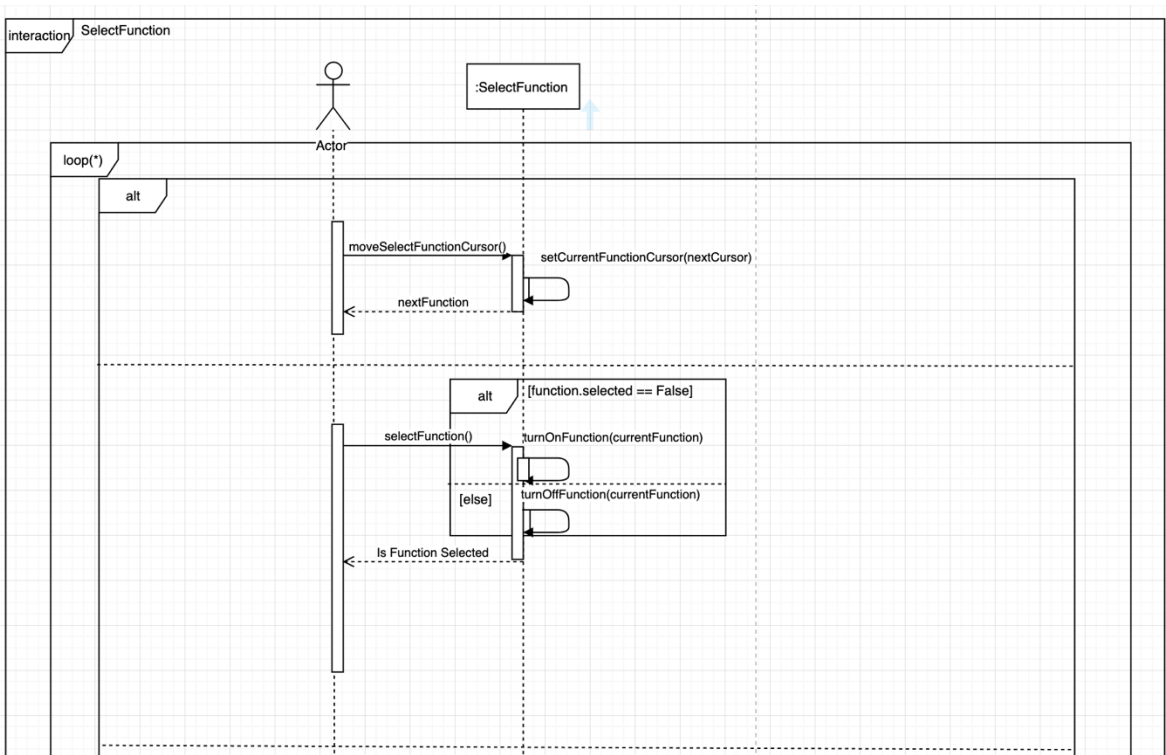 interaction
SelectFunction
:SelectFunction
Actor
loop(*)
alt
moveSelectFunctionCursor()
setCurrentFunctionCursor(nextCursor)
nextFunction
alt
[function.selected == False]
selectFunction()
turnOnFunction(currentFunction)
[else]
turnOffFunction(currentFunction)
Is Function Selected